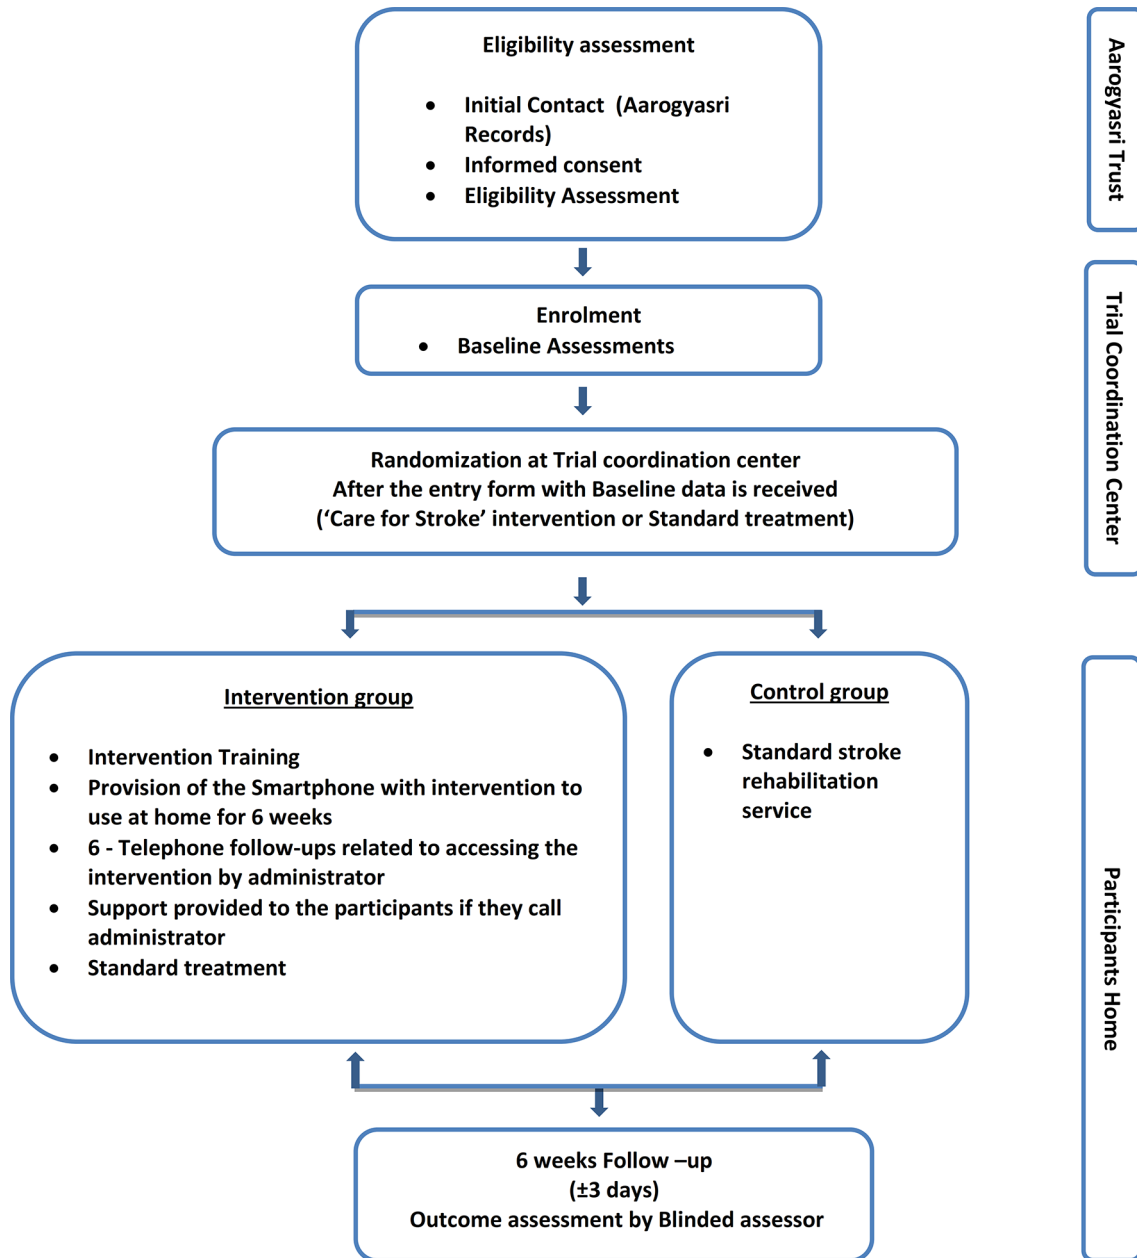 Eligibility assessment
• Initial Contact (Aarogyasri
Records)
• Informed consent
• Eligibility Assessment
Aarogyasri Trust
Enrolment
• Baseline Assessments
Trial Coordination Center
Randomization at Trial coordination center
After the entry form with Baseline data is received
(‘Care for Stroke’ intervention or Standard treatment)
Intervention group
• Intervention Training
• Provision of the Smartphone with intervention to
use at home for 6 weeks
• 6 - Telephone follow-ups related to accessing the
intervention by administrator
• Support provided to the participants if they call
administrator
• Standard treatment
Control group
• Standard stroke
rehabilitation
service
Participants Home
6 weeks Follow –up
(±3 days)
Outcome assessment by Blinded assessor